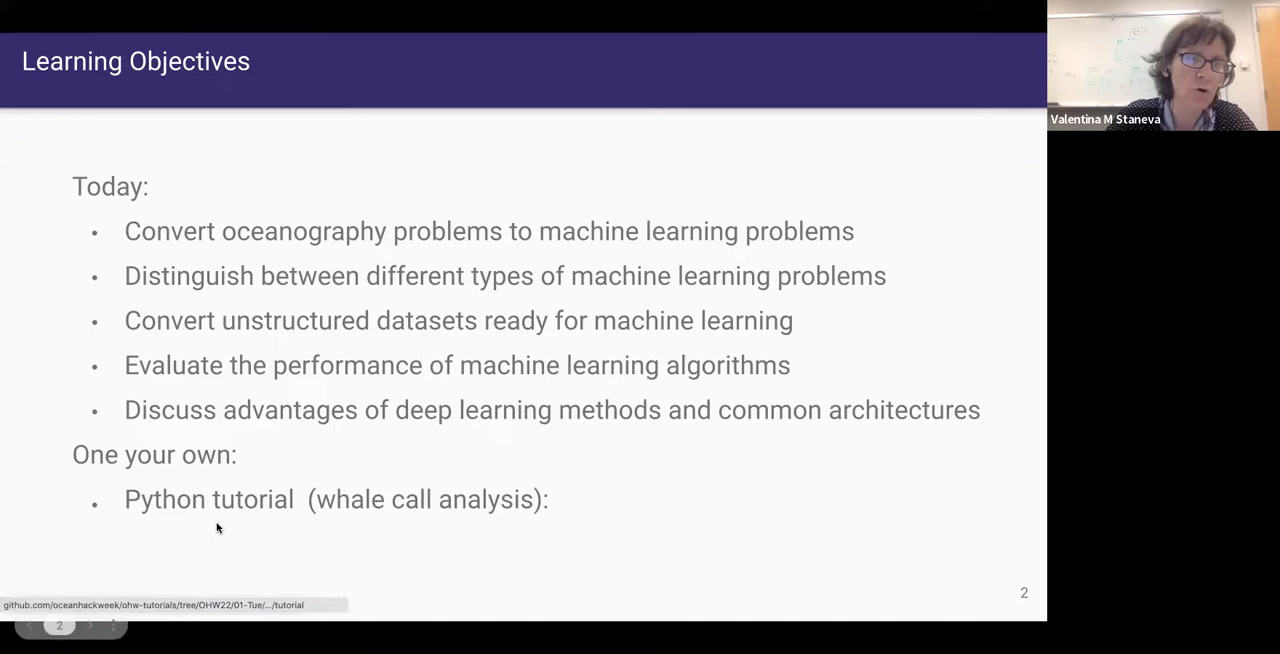 Learning Objectives
Valentina M Staneva
Today:
• Convert oceanography problems to machine learning problems
• Distinguish between different types of machine learning problems
• Convert unstructured datasets ready for machine learning
• Evaluate the performance of machine learning algorithms
• Discuss advantages of deep learning methods and common architectures
One your own:
• Python tutorial (whale call analysis):
2
github.com/oceanhackweek/ohw-tutorials/tree/OHW22/01-Tue/.../tutorial
2